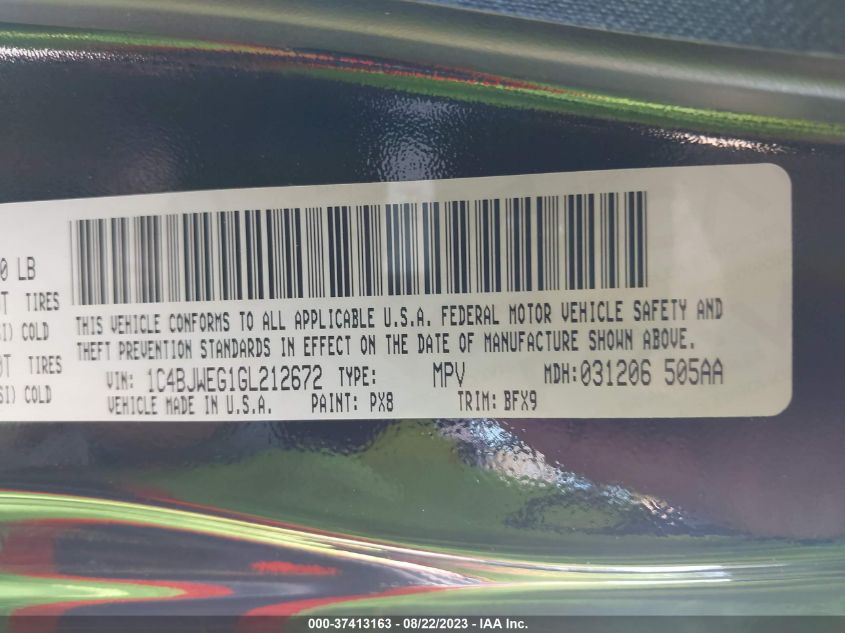 0 LB
TIRES
SI) COLD
THIS VEHICLE CONFORMS TO ALL APPLICABLE U.S.A. FEDERAL MOTOR VEHICLE SAFETY AND
THEFT PREVENTION STANDARDS IN EFFECT ON THE DATE OF MANUFACTURE SHOWN ABOVE.
TIRES
SI) COLD
VIN: 1C4BJWEG1GL212672 TYPE: MPV MDH: 031206 505AA
VEHICLE MADE IN U.S.A. PAINT: PX8 TRIM: BFX9
000-37413163 - 08/22/2023 - IAA Inc.